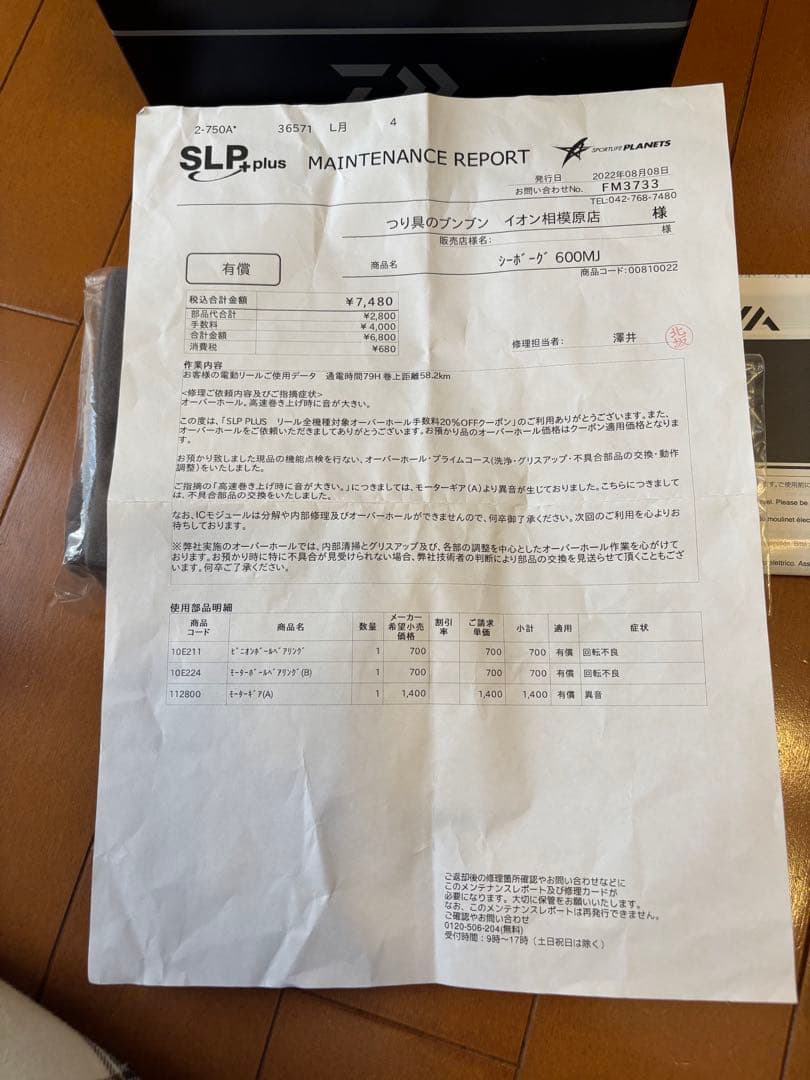 2-750A* 36571 L月 4
SLP+plus MAINTENANCE REPORT SPORTLIFE PLANETS
発行日 2022年08月08日
お問い合わせNo. FM3733
TEL:042-768-7480
つり具のブンブン イオン相模原店 様
販売店様名: 様
有償
商品名 ｼｰﾎﾞｰｸﾞ 600MJ
商品コード:00810022
税込合計金額 ¥7,480
部品代合計 ¥2,800
手数料 ¥4,000
合計金額 ¥6,800
消費税 ¥680
修理担当者: 澤井
北坂
作業内容
お客様の電動リールご使用データ 通電時間79H 巻上距離58.2km
<修理ご依頼内容及びご指摘症状>
オーバーホール。高速巻き上げ時に音が大きい。
この度は、「SLP PLUS リール全機種対象オーバーホール手数料20%OFFクーポン」のご利用ありがとうございます。また、
オーバーホールをご依頼いただきましてありがとうございます。お預かり品のオーバーホール価格はクーポン適用価格となりま
す。
お預かり致しました現品の機能点検を行ない、オーバーホール・プライムコース(洗浄・グリスアップ・不具合部品の交換・動作
調整)をいたしました。
ご指摘の「高速巻き上げ時に音が大きい。」につきましては、モーターギア(A)より異音が生じておりました。こちらにつきまして
は、不具合部品の交換をいたしました。
なお、ICモジュールは分解や内部修理及びオーバーホールができませんので、何卒御了承ください。次回のご利用を心よりお
待ちしております。
※弊社実施のオーバーホールでは、内部清掃とグリスアップ及び、各部の調整を中心としたオーバーホール作業を心がけて
おります。お預かり時に特に不具合が見受けられない場合、弊社技術者の判断により部品の交換を見送らせて頂くこともござ
います。何卒ご了承ください。
使用部品明細
商品コード 商品名 数量 メーカー希望小売価格 割引率 ご請求単価 小計 適用 症状
10E211 ﾋﾟﾆｵﾝﾎﾞｰﾙﾍﾞｱﾘﾝｸﾞ 1 700 700 700 有償 回転不良
10E224 ﾓｰﾀｰﾎﾞｰﾙﾍﾞｱﾘﾝｸﾞ(B) 1 700 700 700 有償 回転不良
112800 ﾓｰﾀｰｷﾞｱ(A) 1 1,400 1,400 1,400 有償 異音
ご返却後の修理箇所確認やお問い合わせなどに
このメンテナンスレポート及び修理カードが
必要になります。大切に保管をお願いいたします。
なお、このメンテナンスレポートは再発行できません。
ご確認やお問い合わせ
0120-506-204(無料)
受付時間:9時～17時(土日祝日は除く)